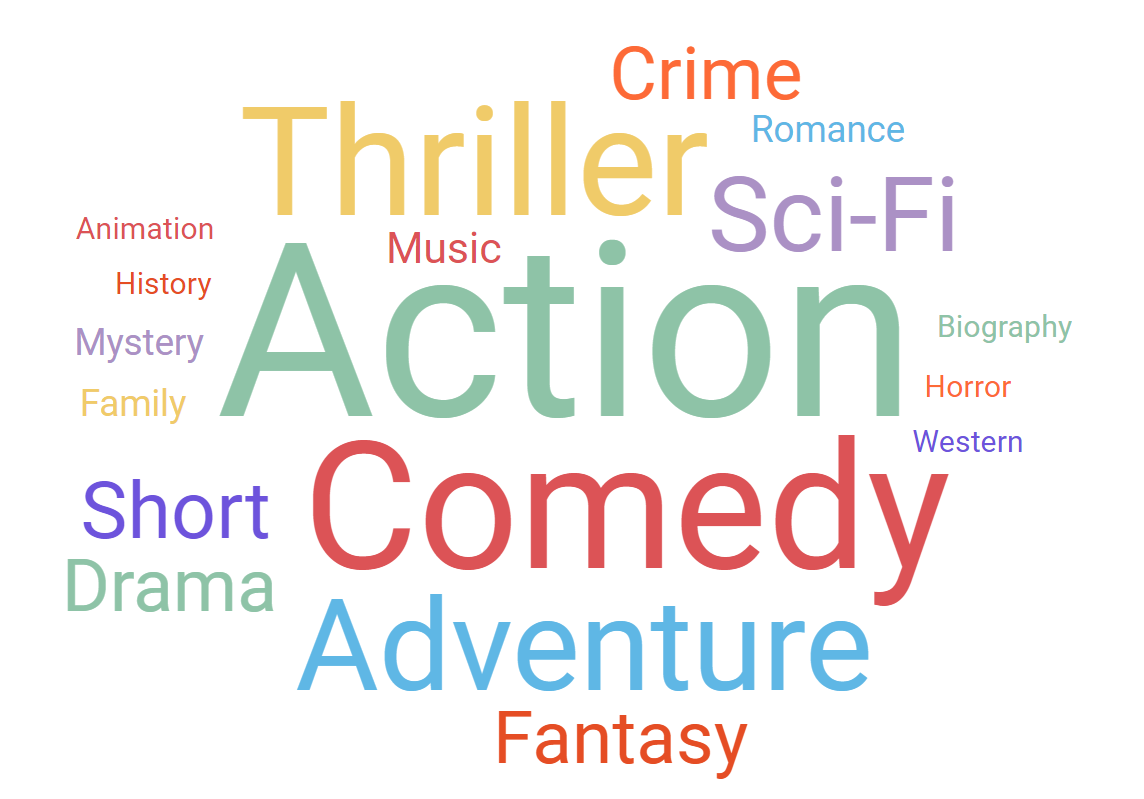 Crime
Thriller
Romance
Sci-Fi
Animation
Music
History
Action
Biography
Mystery
Horror
Family
Western
Comedy
Short
Drama
Adventure
Fantasy